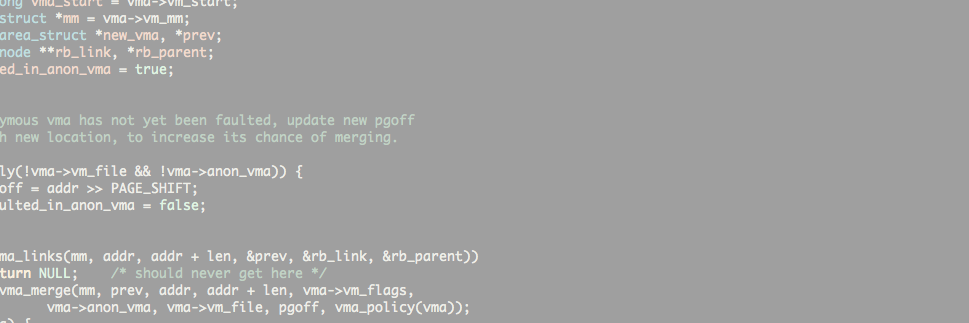 ong vma_start = vma->vm_start;
struct *mm = vma->vm_mm;
area_struct *new_vma, *prev;
node **rb_link, *rb_parent;
ed_in_anon_vma = true;
ymous vma has not yet been faulted, update new pgoff
h new location, to increase its chance of merging.
ly(!vma->vm_file && !vma->anon_vma)) {
off = addr >> PAGE_SHIFT;
ulted_in_anon_vma = false;
ma_links(mm, addr, addr + len, &prev, &rb_link, &rb_parent))
turn NULL;    /* should never get here */
vma_merge(mm, prev, addr, addr + len, vma->vm_flags,
vma->anon_vma, vma->vm_file, pgoff, vma_policy(vma));